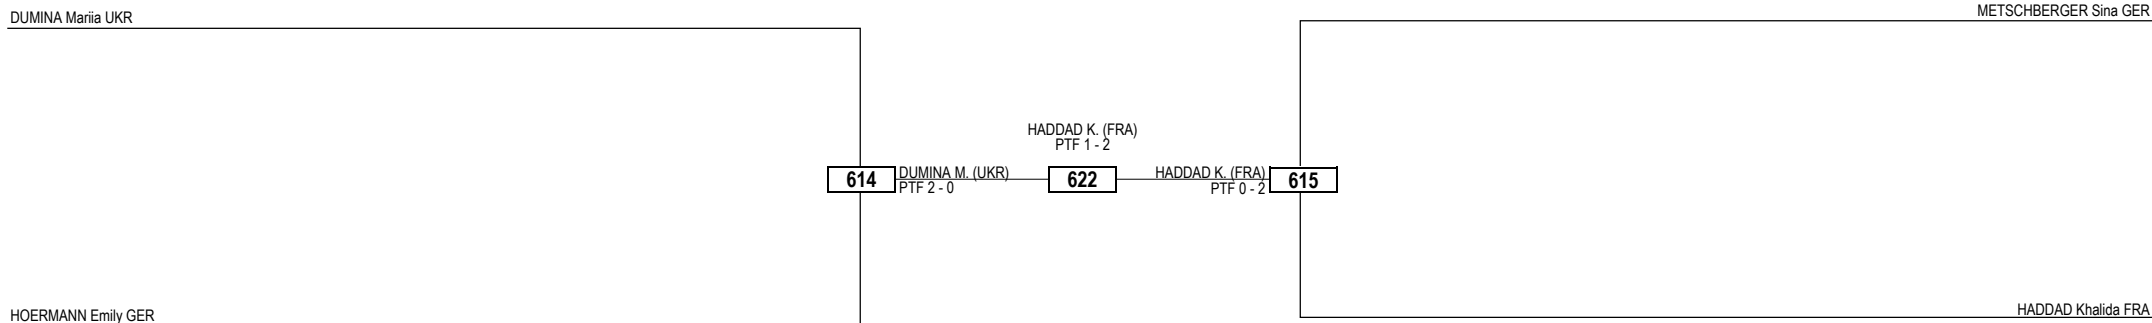 DUMINA Mariia UKR
METSCHBERGER Sina GER
HADDAD K. (FRA)
PTF 1 - 2
614
DUMINA M. (UKR)
PTF 2 - 0
622
HADDAD K. (FRA)
PTF 0 - 2
615
HOERMANN Emily GER
HADDAD Khalida FRA